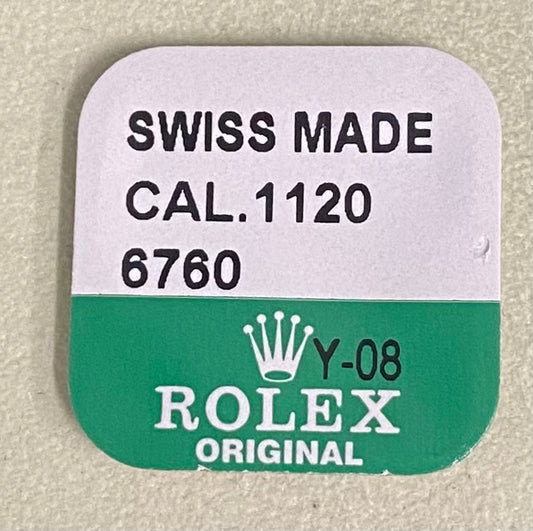 SWISS MADE
CAL.1120
6760
Y-08
ROLEX
ORIGINAL